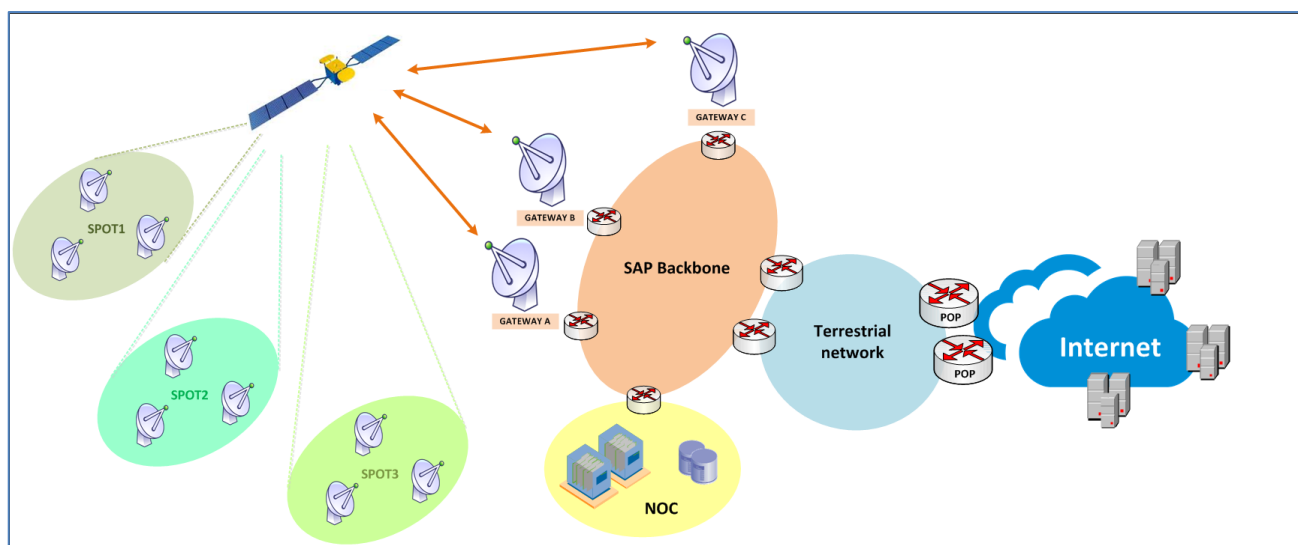 GATEWAY C
SPOT1
GATEWAY B
SAP Backbone
GATEWAY A
POP
Terrestrial
network
Internet
POP
SPOT2
SPOT3
NOC